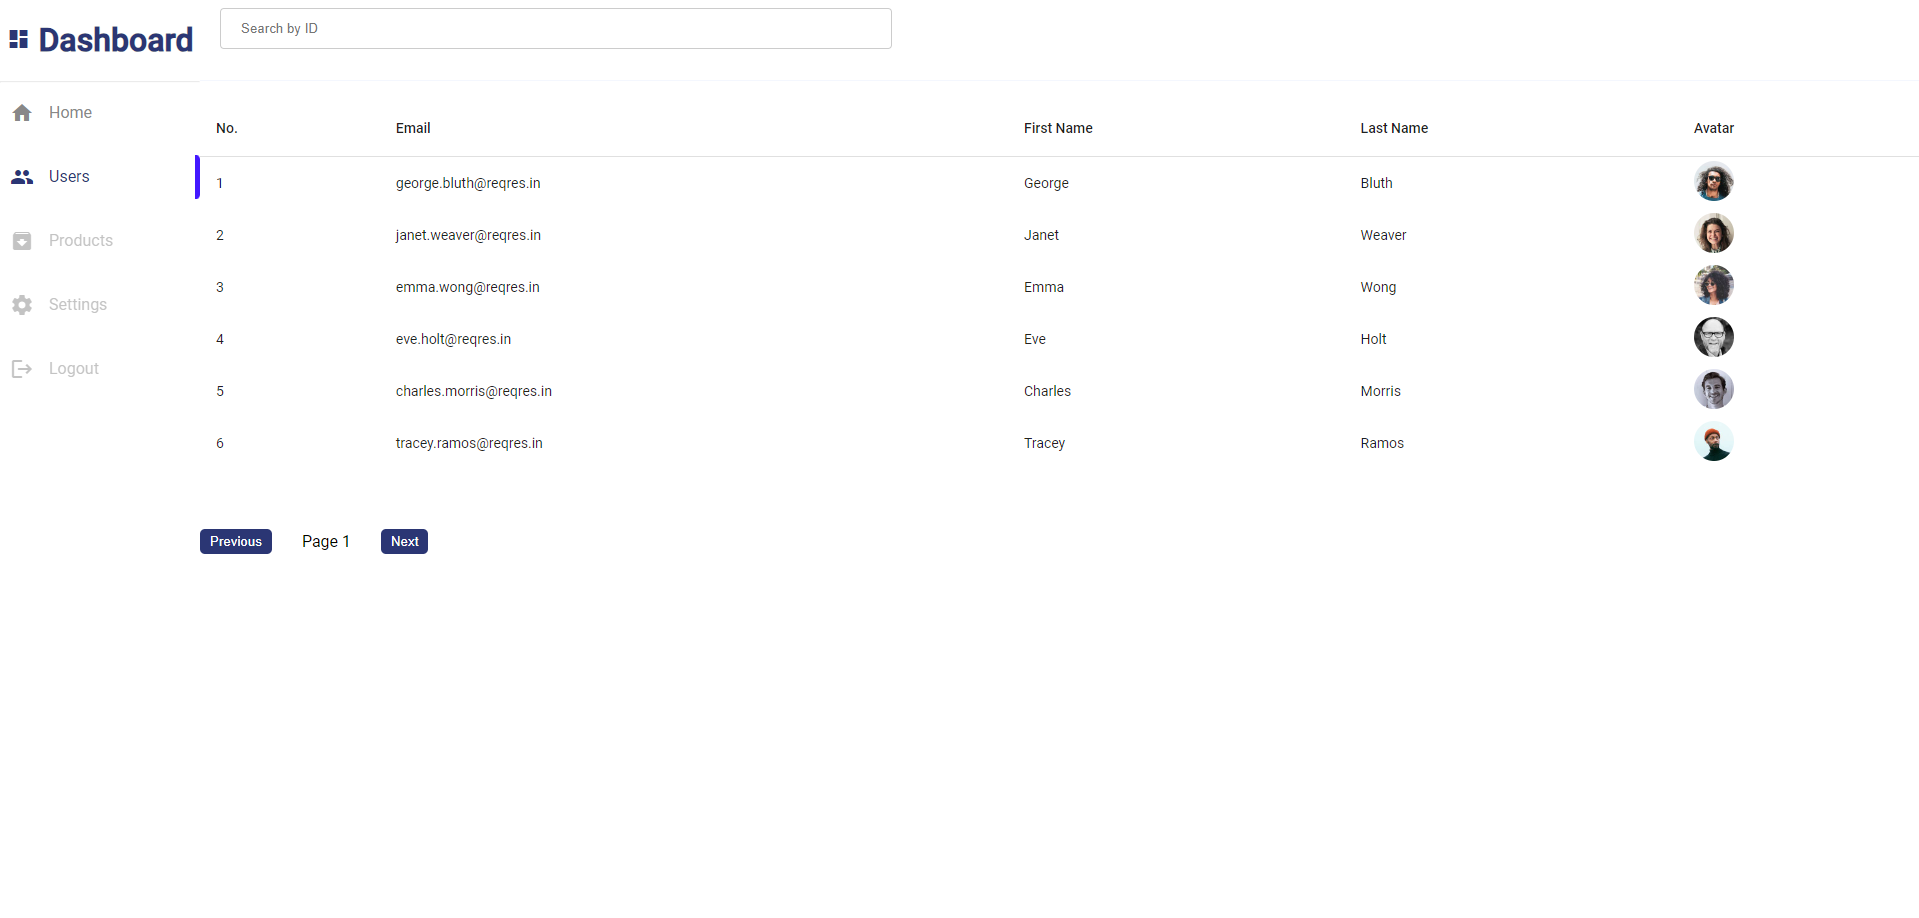 Dashboard
Search by ID
Home
Users
Products
Settings
Logout
No. Email First Name Last Name Avatar
1 george.bluth@reqres.in George Bluth
2 janet.weaver@reqres.in Janet Weaver
3 emma.wong@reqres.in Emma Wong
4 eve.holt@reqres.in Eve Holt
5 charles.morris@reqres.in Charles Morris
6 tracey.ramos@reqres.in Tracey Ramos
Previous Page 1 Next